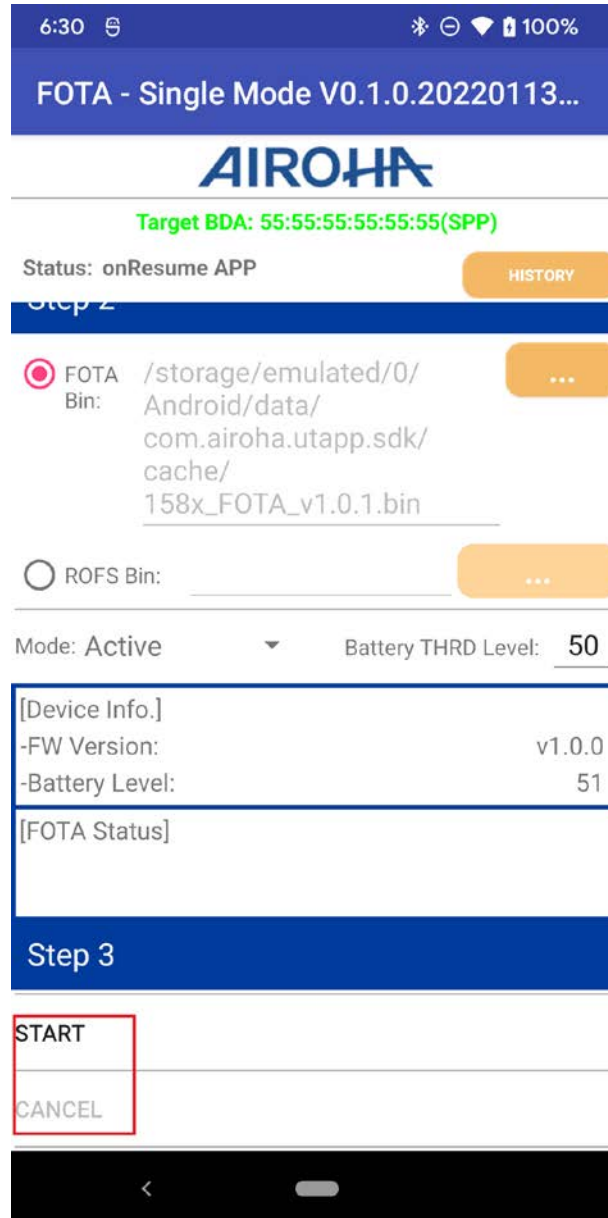 6:30
100%
FOTA - Single Mode V0.1.0.20220113...
AIROHA
Target BDA: 55:55:55:55:55:55(SPP)
Status: onResume APP
HISTORY
Step 2
FOTA Bin:
/storage/emulated/0/
Android/data/
com.airoha.utapp.sdk/
cache/
158x_FOTA_v1.0.1.bin
...
ROFS Bin:
...
Mode: Active
Battery THRD Level: 50
[Device Info.]
-FW Version: v1.0.0
-Battery Level: 51
[FOTA Status]
Step 3
START
CANCEL